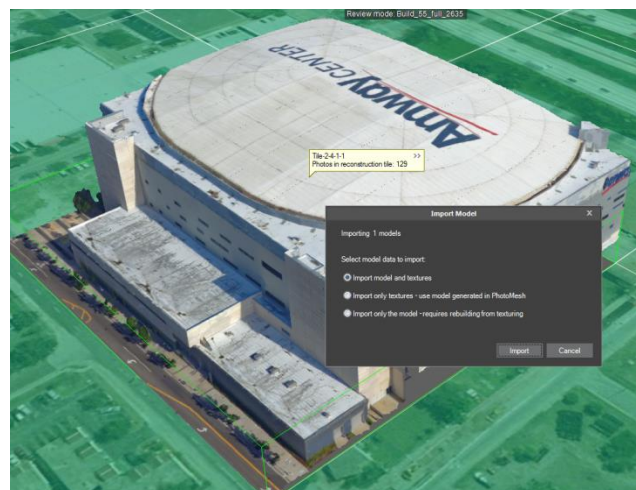 Review mode: Build_55_full_2635
Amway CENTER
Tile-2-4-1-1 >>
Photos in reconstruction tile: 129
Import Model X
Importing 1 models
Select model data to import:
Import model and textures
Import only textures - use model generated in PhotoMesh
Import only the model -requires rebuilding from texturing
Import Cancel